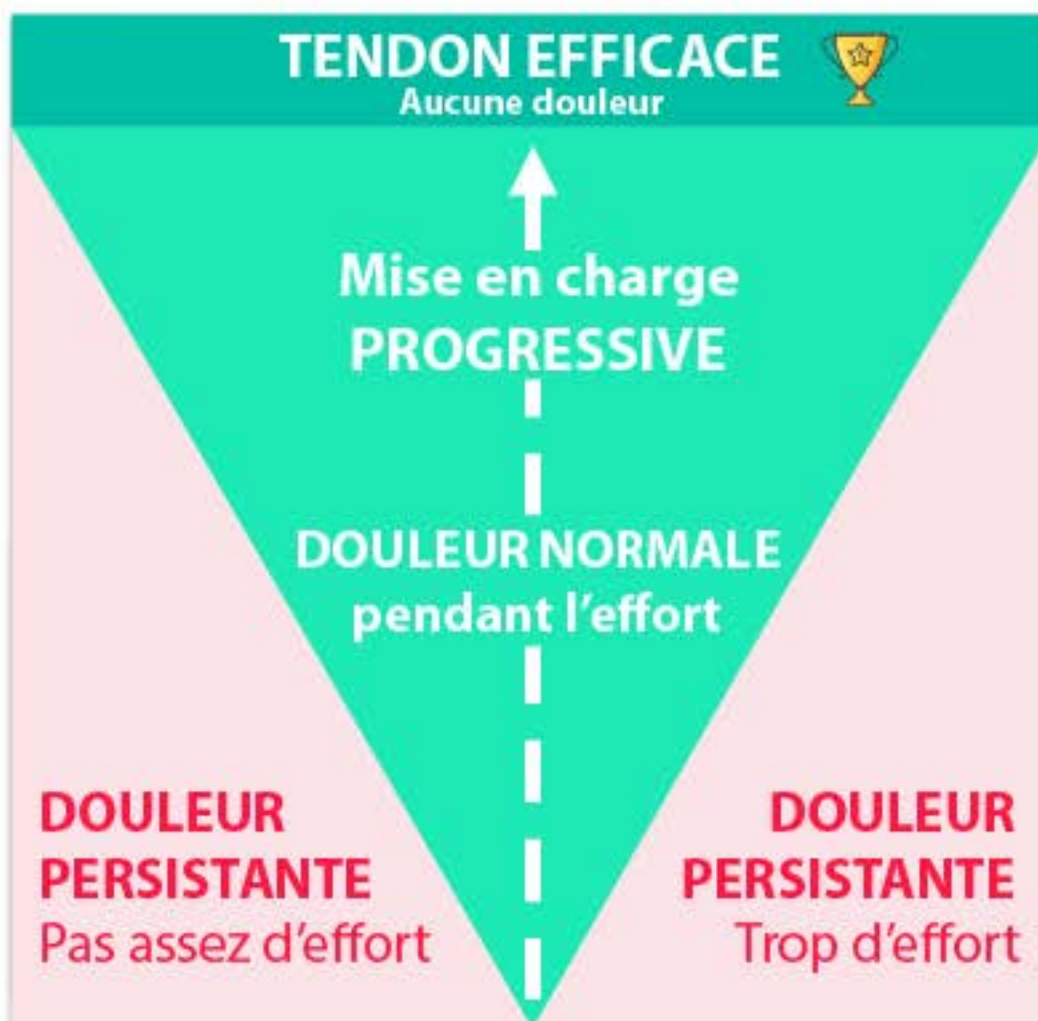 TENDON EFFICACE
Aucune douleur
Mise en charge
PROGRESSIVE
DOULEUR NORMALE
pendant l'effort
DOULEUR
PERSISTANTE
Pas assez d'effort
DOULEUR
PERSISTANTE
Trop d'effort